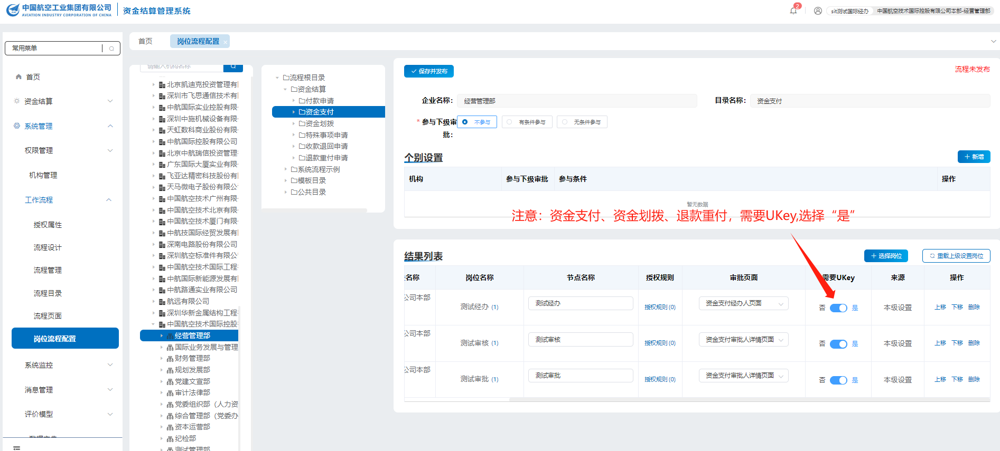 中国航空工业集团有限公司
AVIATION INDUSTRY CORPORATION OF CHINA
资金结算管理系统
2
sit测试国际经办
中国航空技术国际控股有限公司本部-经营管理部
常用菜单
首页
资金结算
系统管理
权限管理
机构管理
工作流程
授权属性
流程设计
流程管理
流程目录
流程页面
岗位流程配置
系统监控
消息管理
评价模型
首页
岗位流程配置
请输入机构名称
北京凯迪克投资管理有
深圳市飞思通信技术有
中航国际实业控股有限
深圳中施机械设备有限
天虹数科商业股份有限
中航国际控股有限公司
北京中航瑞信投资管理
广东国际大厦实业有限
飞亚达精密科技股份有
天马微电子股份有限公
中国航空技术广州有限
中国航空技术北京有限
中国航空技术厦门有限
中航技国际经贸发展有
深南电路股份有限公司
深圳航空标准件有限公
中国航空技术国际工程
中航国际新能源发展有
中航路通实业有限公司
航远有限公司
深圳华新金属结构工程
中国航空技术国际控股
经营管理部
国际业务发展与管理
财务管理部
规划发展部
党建文宣部
审计法律部
党委组织部（人力资
综合管理部（党委办
资本运营部
纪检部
测试管理部
流程根目录
资金结算
付款申请
资金支付
资金划拨
特殊事项申请
收款退回申请
退款重付申请
系统流程示例
模板目录
公共目录
保存并发布
流程未发布
企业名称：
经营管理部
目录名称：
资金支付
* 参与下级审批：
不参与
有条件参与
无条件参与
个别设置
新增
机构
参与下级审批
参与条件
操作
暂无数据
注意：资金支付、资金划拨、退款重付，需要UKey,选择“是”
结果列表
选择岗位
重载上级设置岗位
名称
岗位名称
节点名称
授权规则
审批页面
需要UKey
来源
操作
公司本部
测试经办 (1)
测试经办
授权规则(0)
资金支付经办人页面
否
是
本级设置
上移 下移 删除
公司本部
测试审核 (1)
测试审核
授权规则(0)
资金支付审批人详情页面
否
是
本级设置
上移 下移 删除
公司本部
测试审批 (1)
测试审批
授权规则(0)
资金支付审批人详情页面
否
是
本级设置
上移 下移 删除